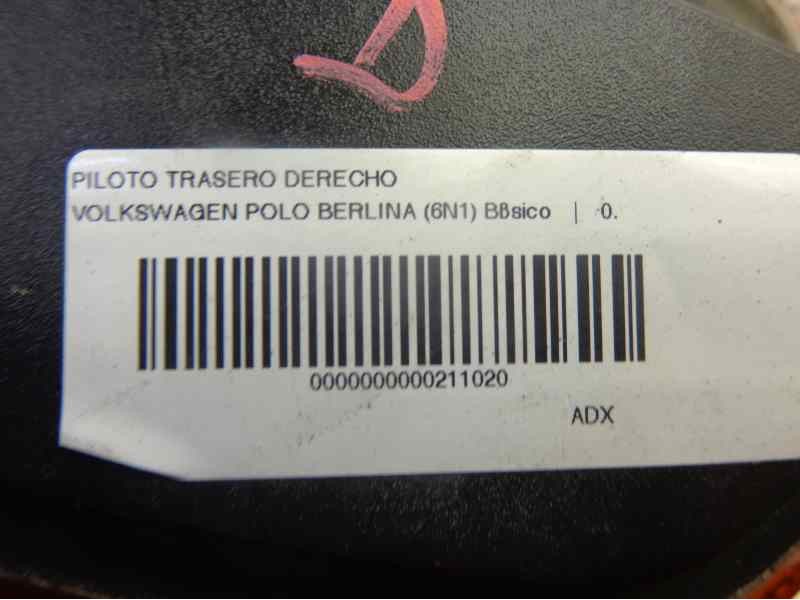 D
PILOTO TRASERO DERECHO
VOLKSWAGEN POLO BERLINA (6N1) Bßsico | 0.
0000000000211020
ADX